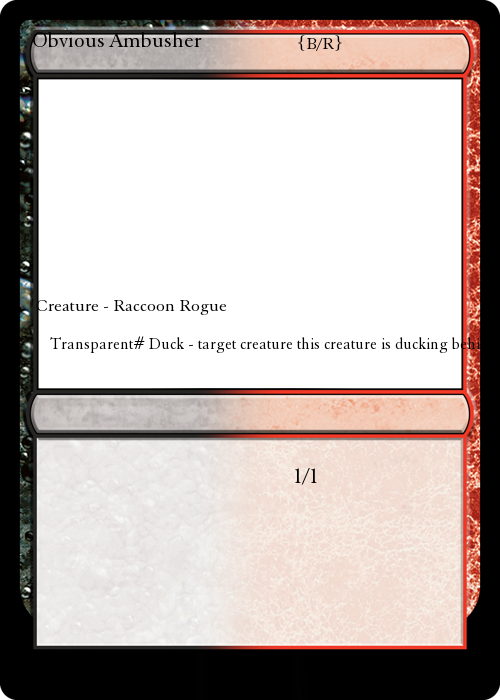 Obvious Ambusher {B/R}
Creature - Raccoon Rogue
Transparent# Duck - target creature this creature is ducking behi
1/1